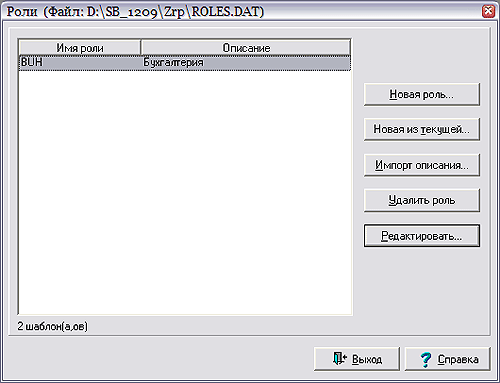 Роли (Файл: D:\SB_1209\Zrp\ROLES.DAT)
Имя роли Описание
BUH Бухгалтерия
Новая роль...
Новая из текущей...
Импорт описания...
Удалить роль
Редактировать...
2 шаблон(а,ов)
Выход Справка